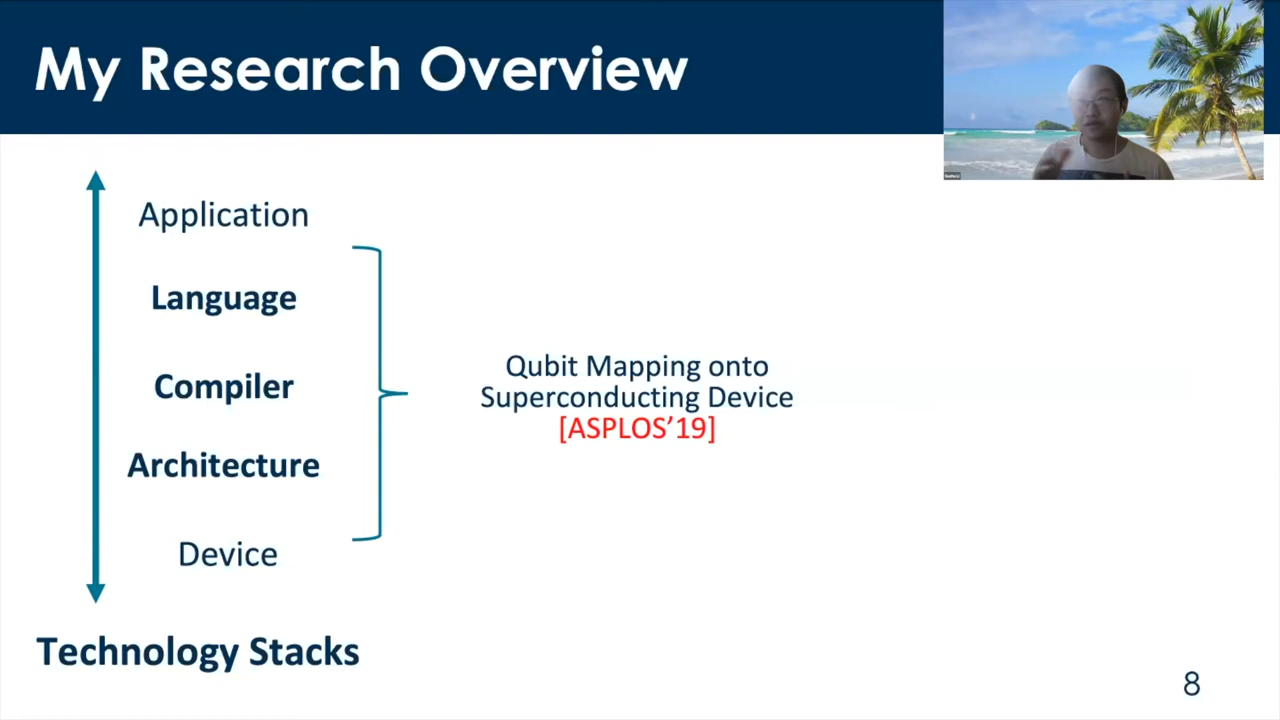 My Research Overview
Application
Language
Compiler
Architecture
Device
Technology Stacks
Qubit Mapping onto
Superconducting Device
[ASPLOS’19]
8